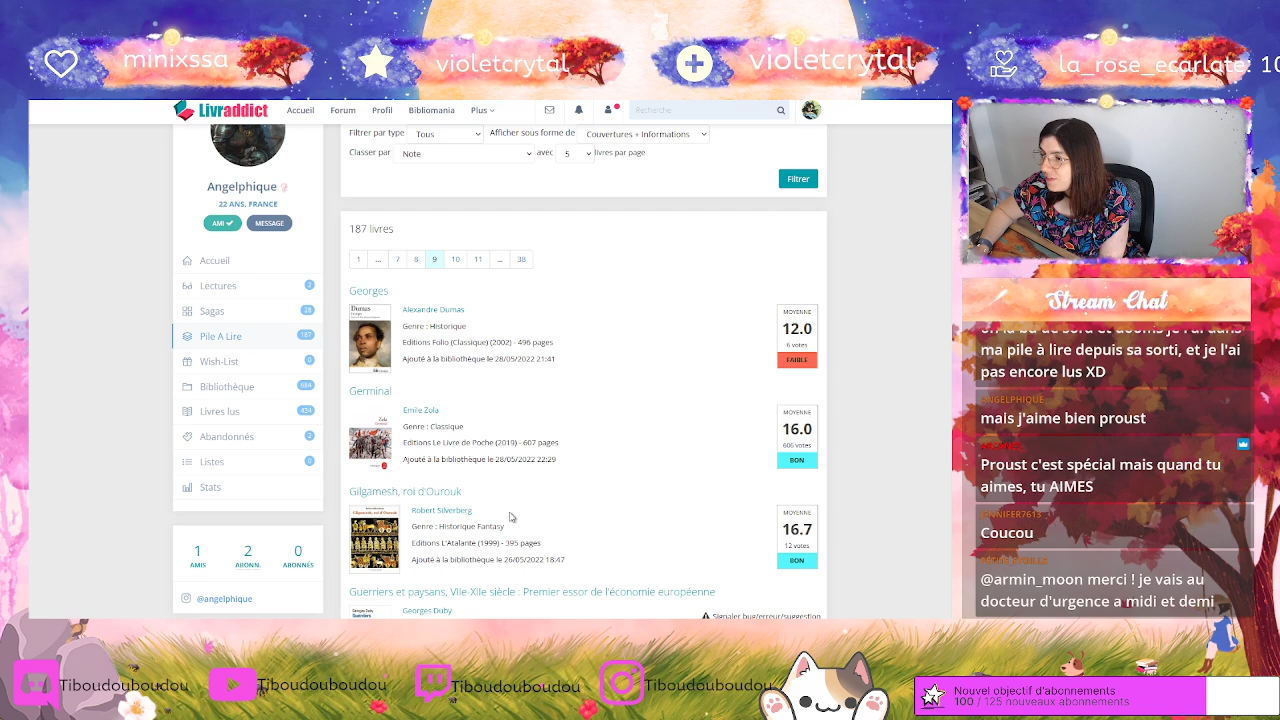 minixssa
violetcrytal
violetcrytal
la_rose_ecarlate: 10
Livraddict
Accueil
Forum
Profil
Bibliomania
Plus
Recherche
Filtrer par type
Tous
Afficher sous forme de
Couvertures + Informations
Classer par
Note
avec
5
livres par page
Filtrer
Angelphique
22 ANS, FRANCE
AMI
MESSAGE
Accueil
Lectures 2
Sagas 28
Pile A Lire 187
Wish-List 0
Bibliothèque 684
Livres lus 434
Abandonnés 2
Listes 0
Stats
1 2 0
AMIS ABONN. ABONNÉS
@angelphique
187 livres
1 ... 7 8 9 10 11 ... 38
Georges
Dumas
Georges
Alexandre Dumas
Genre : Historique
Editions Folio (Classique) (2002) - 496 pages
Ajouté à la bibliothèque le 28/05/2022 21:41
MOYENNE
12.0
6 votes
FAIBLE
Germinal
Zola
Emile Zola
Genre : Classique
Editions Le Livre de Poche (2019) - 607 pages
Ajouté à la bibliothèque le 28/05/2022 22:29
MOYENNE
16.0
686 votes
BON
Gilgamesh, roi d'Ourouk
Robert Silverberg
Genre : Historique Fantasy
Editions L'Atalante (1999) - 395 pages
Ajouté à la bibliothèque le 26/05/2022 18:47
MOYENNE
16.7
12 votes
BON
Guerriers et paysans, VIIe-XIIe siècle : Premier essor de l'économie européenne
Georges Duby
Georges Duby
Guerriers
Signaler bug/erreur/suggestion
Stream Chat
ma pile à lire depuis sa sorti, et je l'ai
pas encore lus XD
ANGELPHIQUE
mais j'aime bien proust
Proust c'est spécial mais quand tu
aimes, tu AIMES
JENNIFER7613
Coucou
@armin_moon merci ! je vais au
docteur d'urgence a midi et demi
Tiboudouboudou
Tiboudouboudou
Tiboudouboudou
Tiboudouboudou
Nouvel objectif d'abonnements
100 / 125 nouveaux abonnements